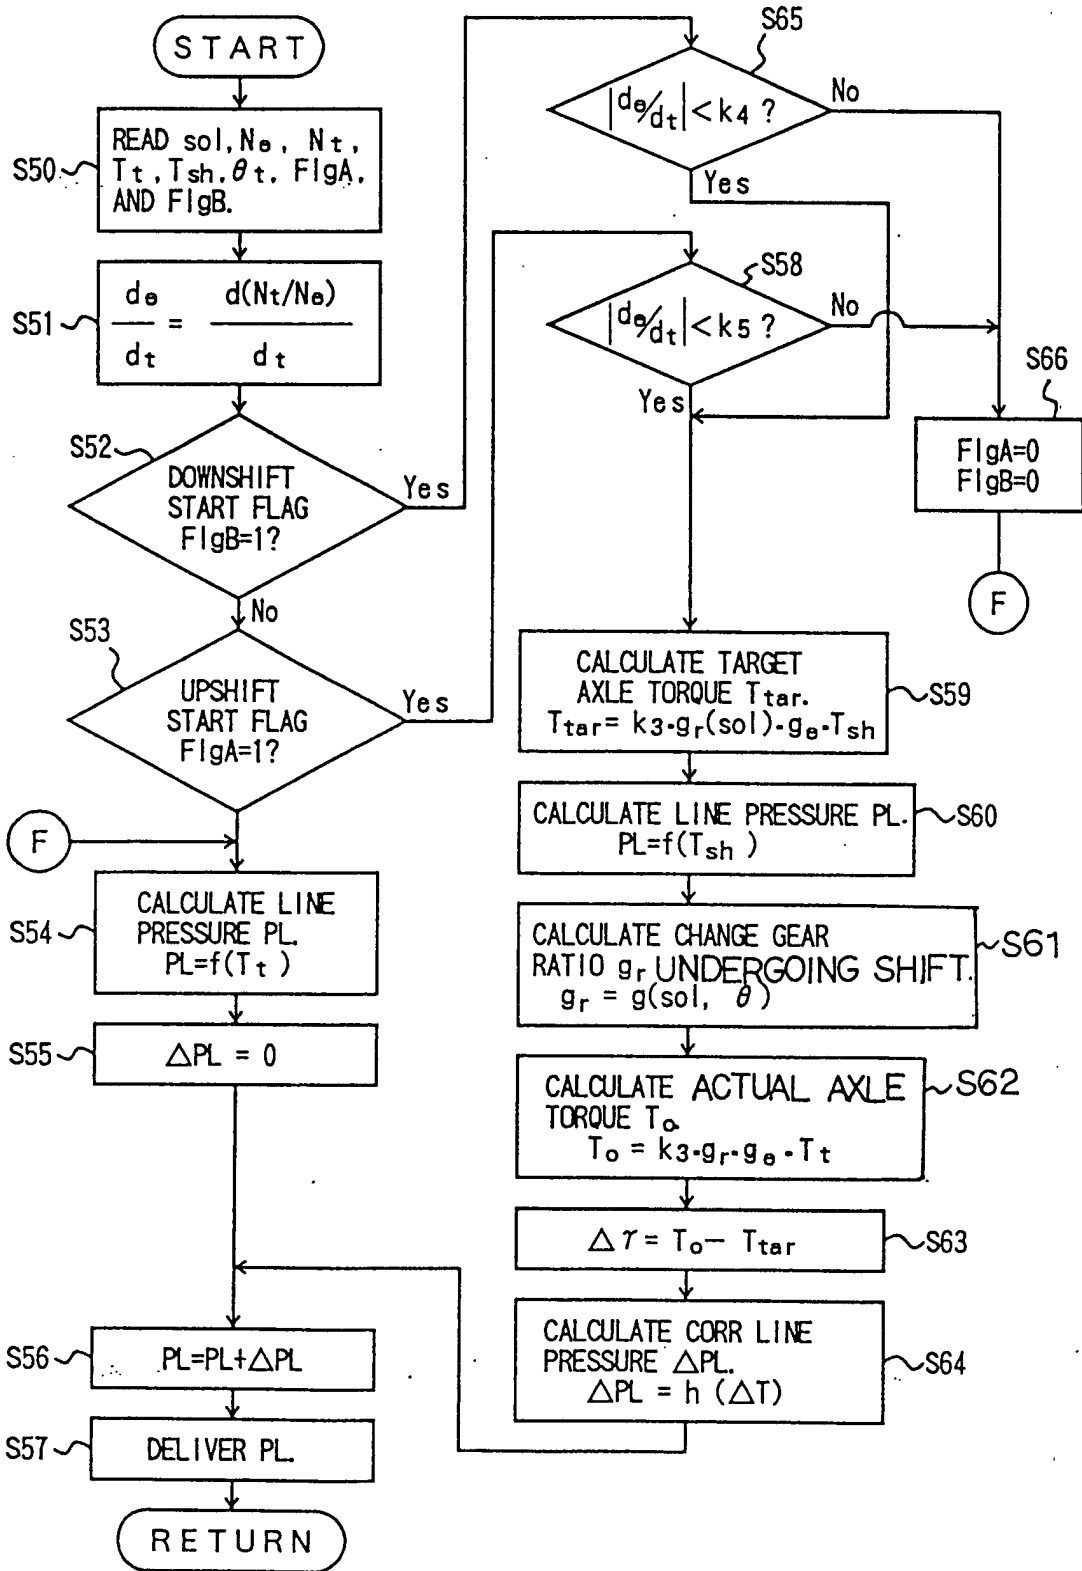 START
S50
READ sol, Ne, Nt,
Tt, Tsh, θt, FlgA,
AND FlgB.
S51
de/dt = d(Nt/Ne)/dt
S52
DOWNSHIFT
START FLAG
FlgB=1?
Yes
No
S53
UPSHIFT
START FLAG
FlgA=1?
Yes
F
S54
CALCULATE LINE
PRESSURE PL.
PL=f(Tt)
S55
△PL = 0
S56
PL=PL+△PL
S57
DELIVER PL.
RETURN
S65
|de/dt|<k4 ?
No
Yes
S58
|de/dt|<k5 ?
No
Yes
S66
FlgA=0
FlgB=0
F
CALCULATE TARGET
AXLE TORQUE Ttar.
Ttar= k3·gr(sol)·ge·Tsh
S59
CALCULATE LINE PRESSURE PL.
PL=f(Tsh )
S60
CALCULATE CHANGE GEAR
RATIO gr UNDERGOING SHIFT.
gr = g(sol, θ)
S61
CALCULATE ACTUAL AXLE
TORQUE To.
To = k3·gr·ge·Tt
S62
△τ = To− Ttar
S63
CALCULATE CORR LINE
PRESSURE △PL.
△PL = h (△T)
S64